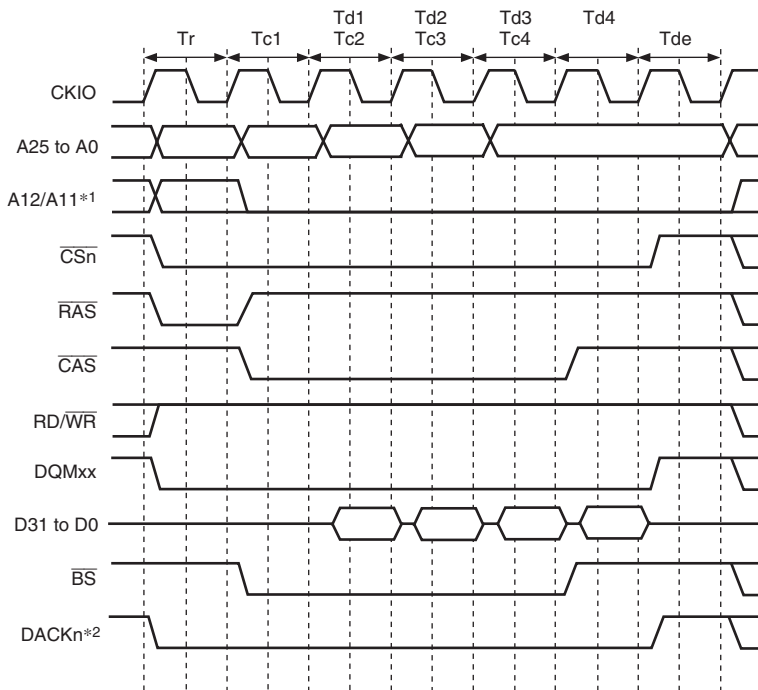 Td1 Td2 Td3 Td4
Tr Tc1 Tc2 Tc3 Tc4 Tde
CKIO
A25 to A0
A12/A11*1
CSn
RAS
CAS
RD/WR
DQMxx
D31 to D0
BS
DACKn*2